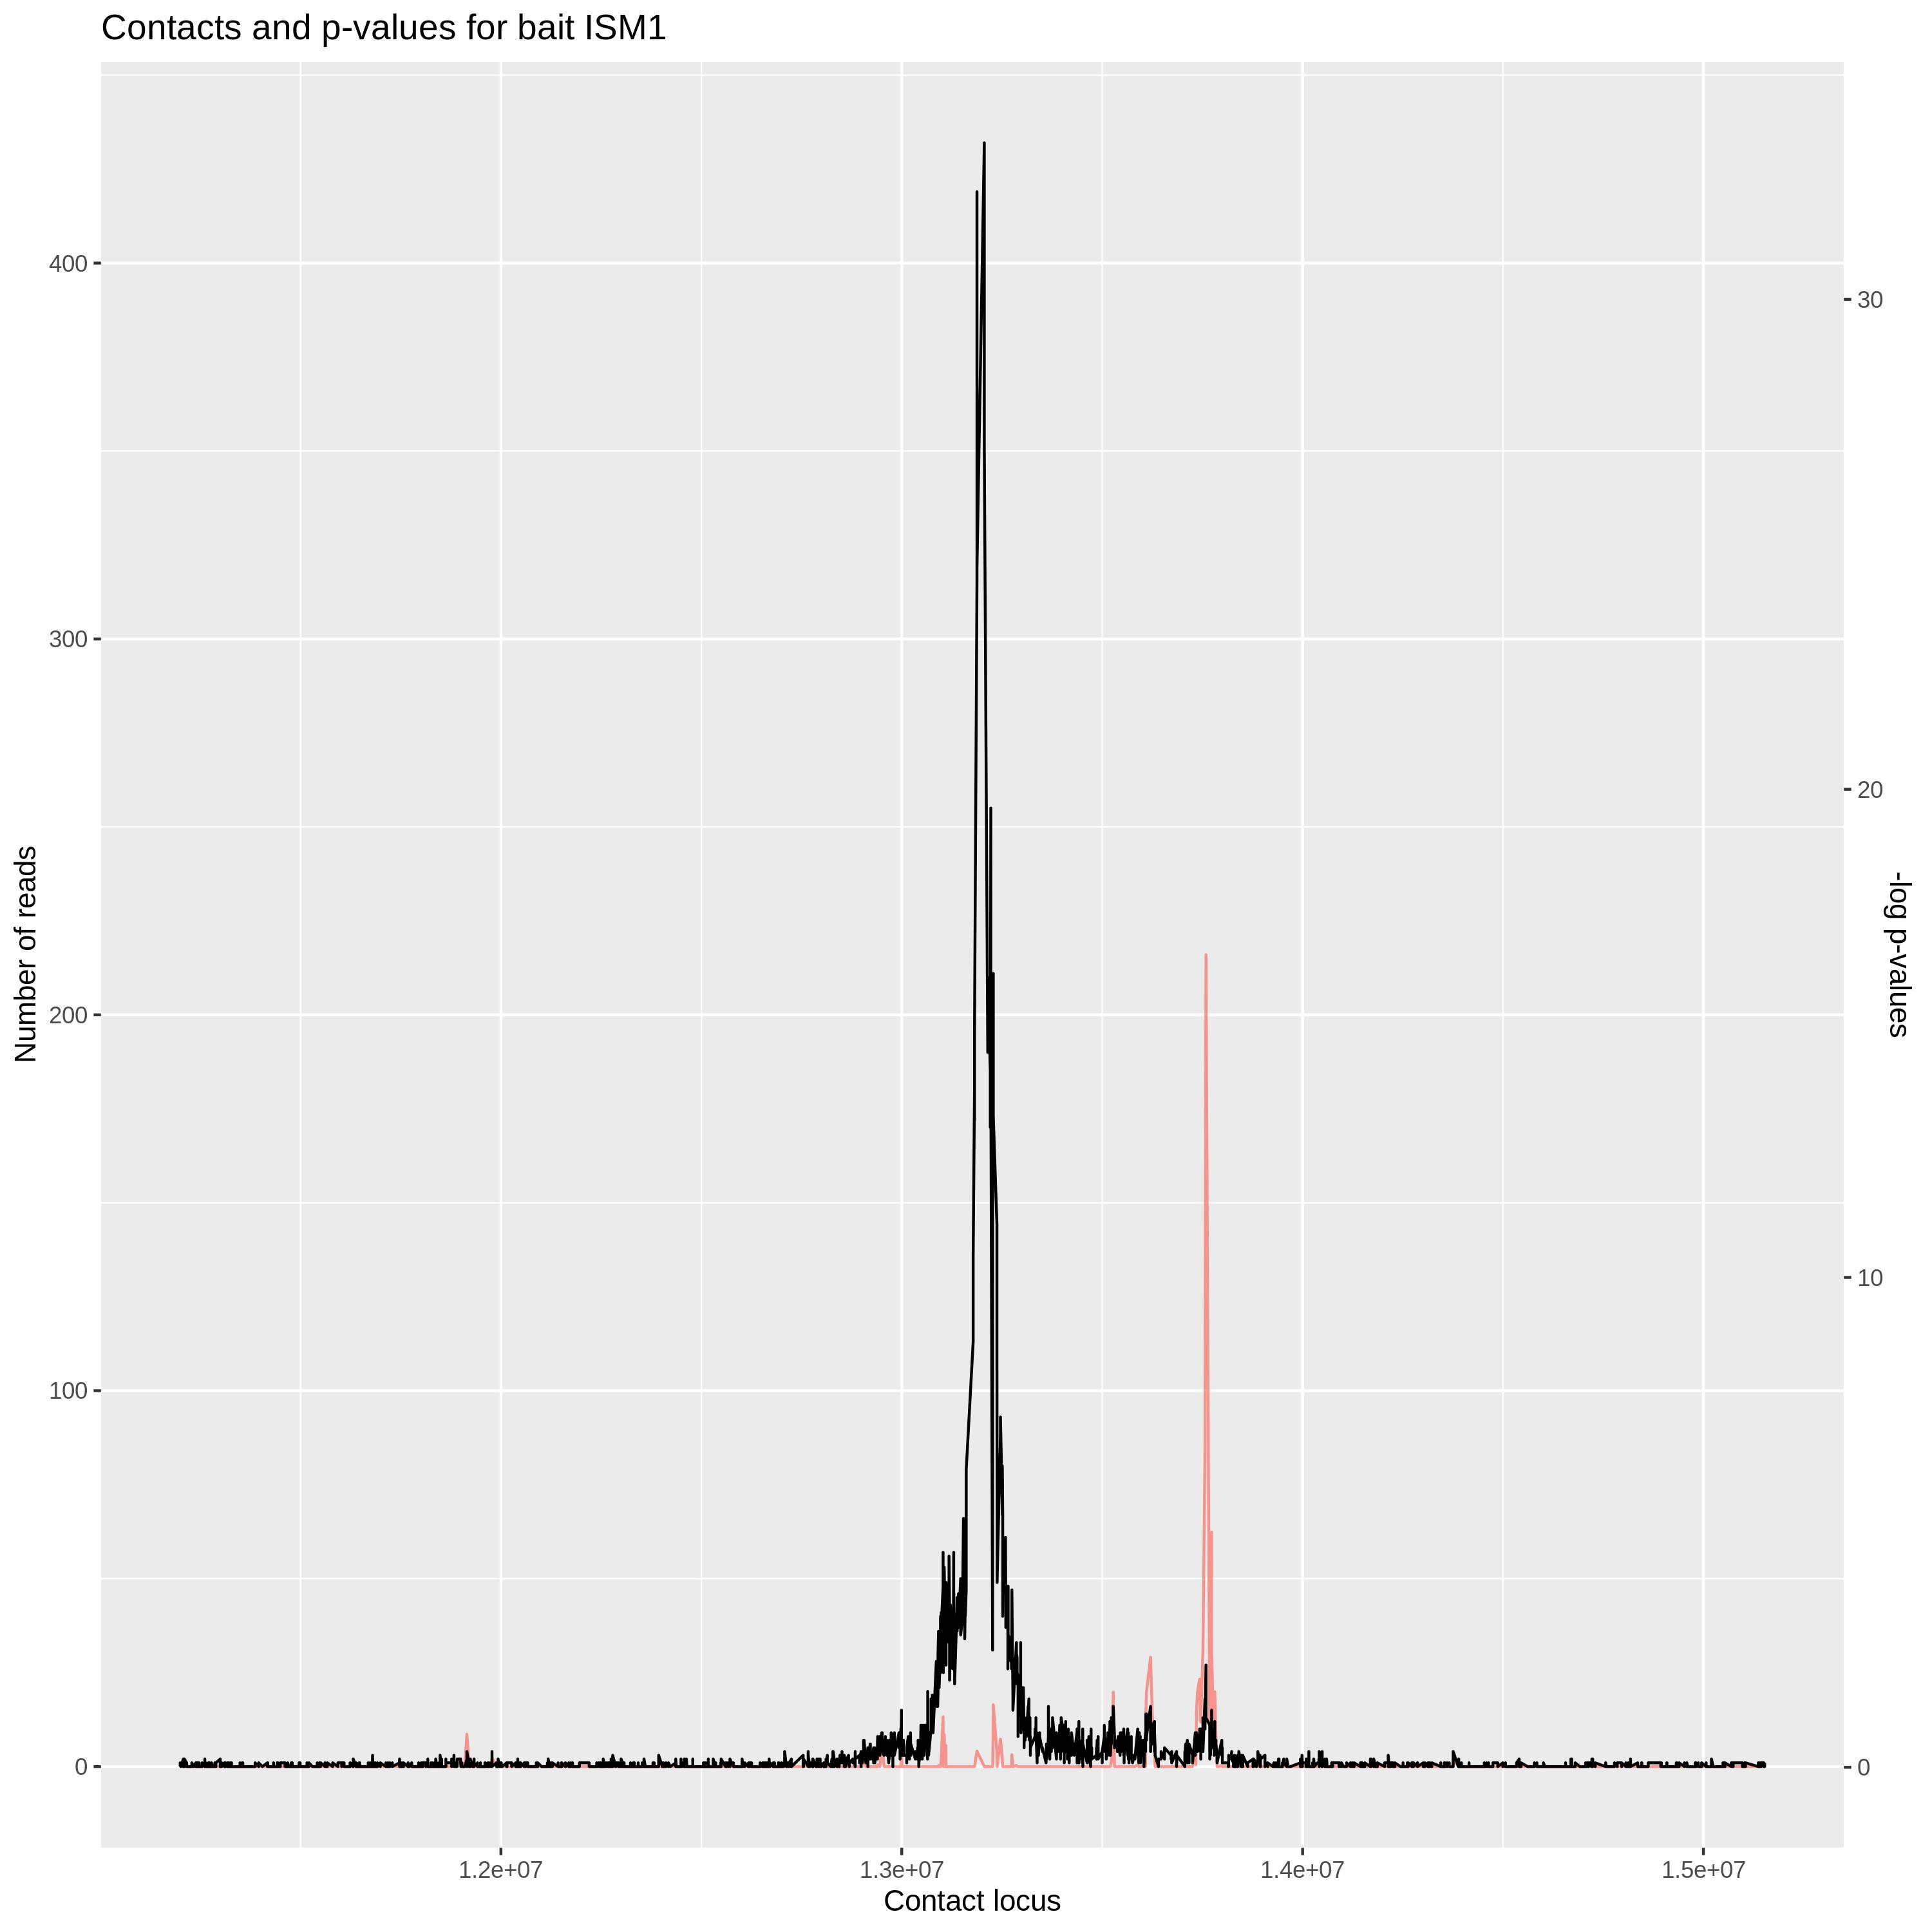 Contacts and p-values for bait ISM1
400
300
200
100
0
Number of reads
30
20
10
0
-log p-values
1.2e+07
1.3e+07
1.4e+07
1.5e+07
Contact locus